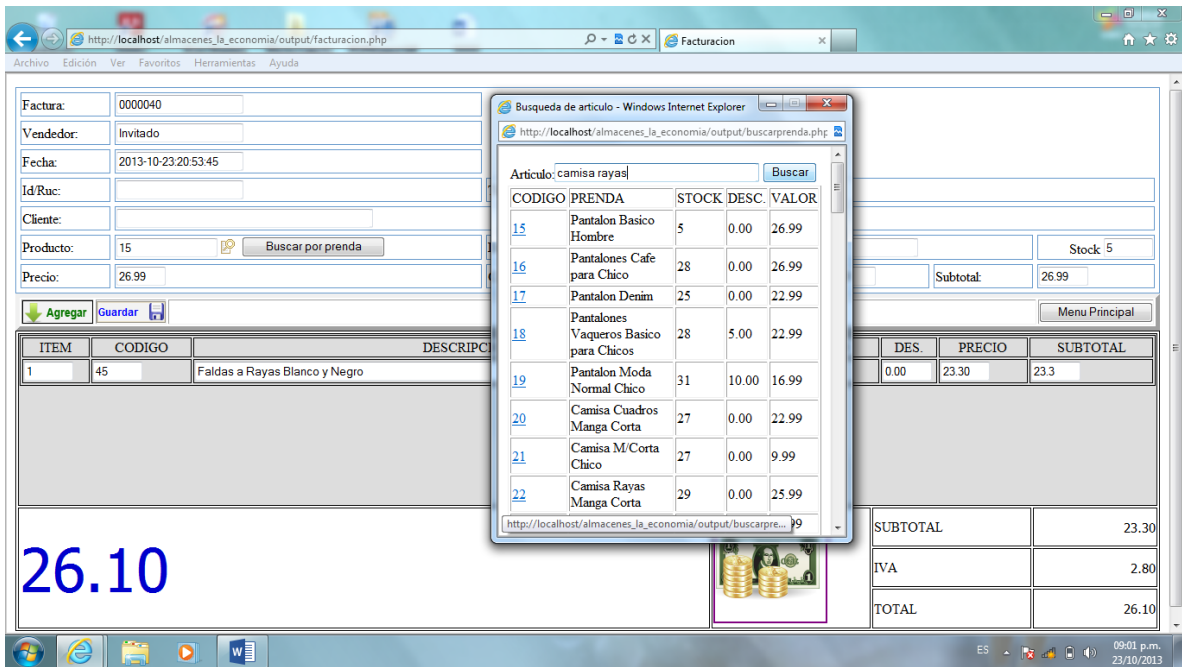 http://localhost/almacenes_la_economia/output/facturacion.php
Facturacion
Archivo Edición Ver Favoritos Herramientas Ayuda
Factura: 0000040
Vendedor: Invitado
Fecha: 2013-10-23:20:53:45
Id/Ruc:
Cliente:
Producto: 15 Buscar por prenda Stock 5
Precio: 26.99 Subtotal: 26.99
Agregar Guardar Menu Principal
ITEM CODIGO DESCRIPC DES. PRECIO SUBTOTAL
1 45 Faldas a Rayas Blanco y Negro 0.00 23.30 23.3
Busqueda de articulo - Windows Internet Explorer
http://localhost/almacenes_la_economia/output/buscarprenda.php
Articulo: camisa rayas Buscar
CODIGO PRENDA STOCK DESC. VALOR
15 Pantalon Basico Hombre 5 0.00 26.99
16 Pantalones Cafe para Chico 28 0.00 26.99
17 Pantalon Denim 25 0.00 22.99
18 Pantalones Vaqueros Basico para Chicos 28 5.00 22.99
19 Pantalon Moda Normal Chico 31 10.00 16.99
20 Camisa Cuadros Manga Corta 27 0.00 22.99
21 Camisa M/Corta Chico 27 0.00 9.99
22 Camisa Rayas Manga Corta 29 0.00 25.99
http://localhost/almacenes_la_economia/output/buscarpre...
26.10
SUBTOTAL 23.30
IVA 2.80
TOTAL 26.10
ES 09:01 p.m.
23/10/2013